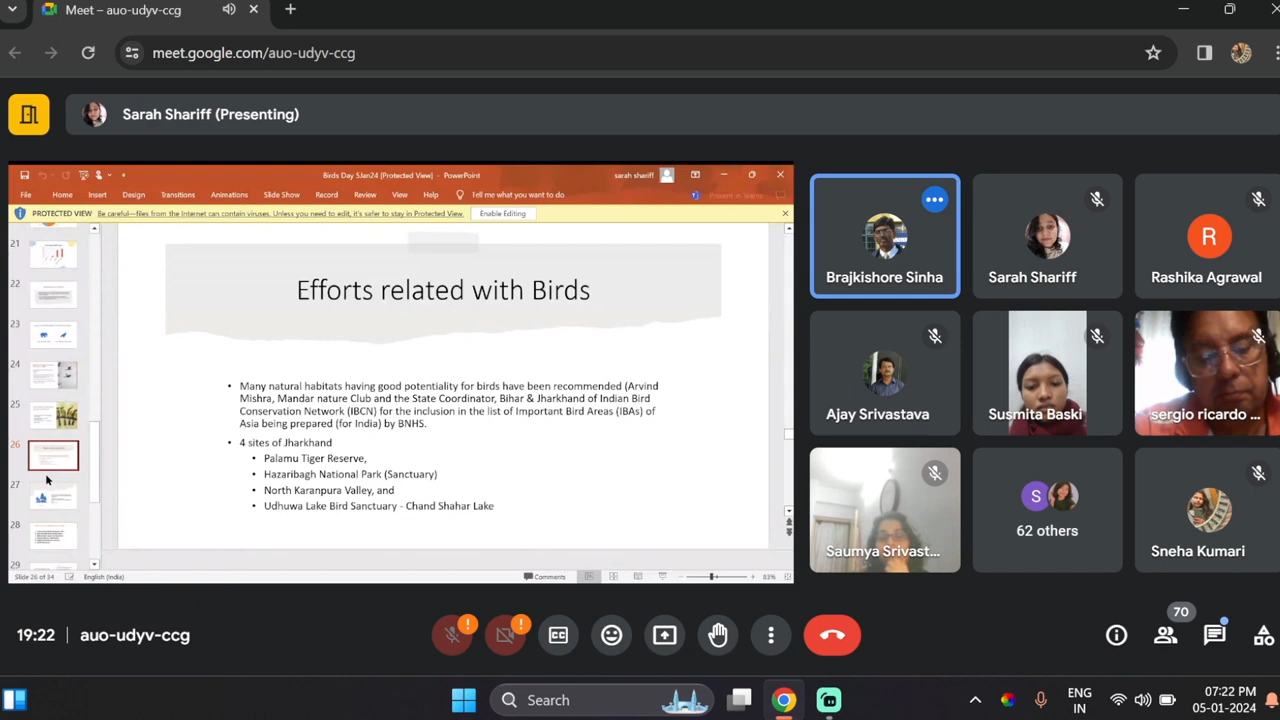 Meet – auo-udyv-ccg
meet.google.com/auo-udyv-ccg
Sarah Shariff (Presenting)
Birds Day 5Jan24 [Protected View] - PowerPoint
sarah shariff
File Home Insert Design Transitions Animations Slide Show Record Review View Help Tell me what you want to do
Present in Teams
PROTECTED VIEW Be careful—files from the Internet can contain viruses. Unless you need to edit, it's safer to stay in Protected View. Enable Editing
21
22
23
24
25
26
27
28
29
Efforts related with Birds
• Many natural habitats having good potentiality for birds have been recommended (Arvind
Mishra, Mandar nature Club and the State Coordinator, Bihar & Jharkhand of Indian Bird
Conservation Network (IBCN) for the inclusion in the list of Important Bird Areas (IBAs) of
Asia being prepared (for India) by BNHS.
• 4 sites of Jharkhand
• Palamu Tiger Reserve,
• Hazaribagh National Park (Sanctuary)
• North Karanpura Valley, and
• Udhuwa Lake Bird Sanctuary - Chand Shahar Lake
Slide 26 of 34 English (India) Comments 83%
Brajkishore Sinha
Sarah Shariff
R
Rashika Agrawal
Ajay Srivastava
Susmita Baski
sergio ricardo ...
Saumya Srivast...
S
62 others
Sneha Kumari
19:22 | auo-udyv-ccg
70
Search
ENG
IN
07:22 PM
05-01-2024